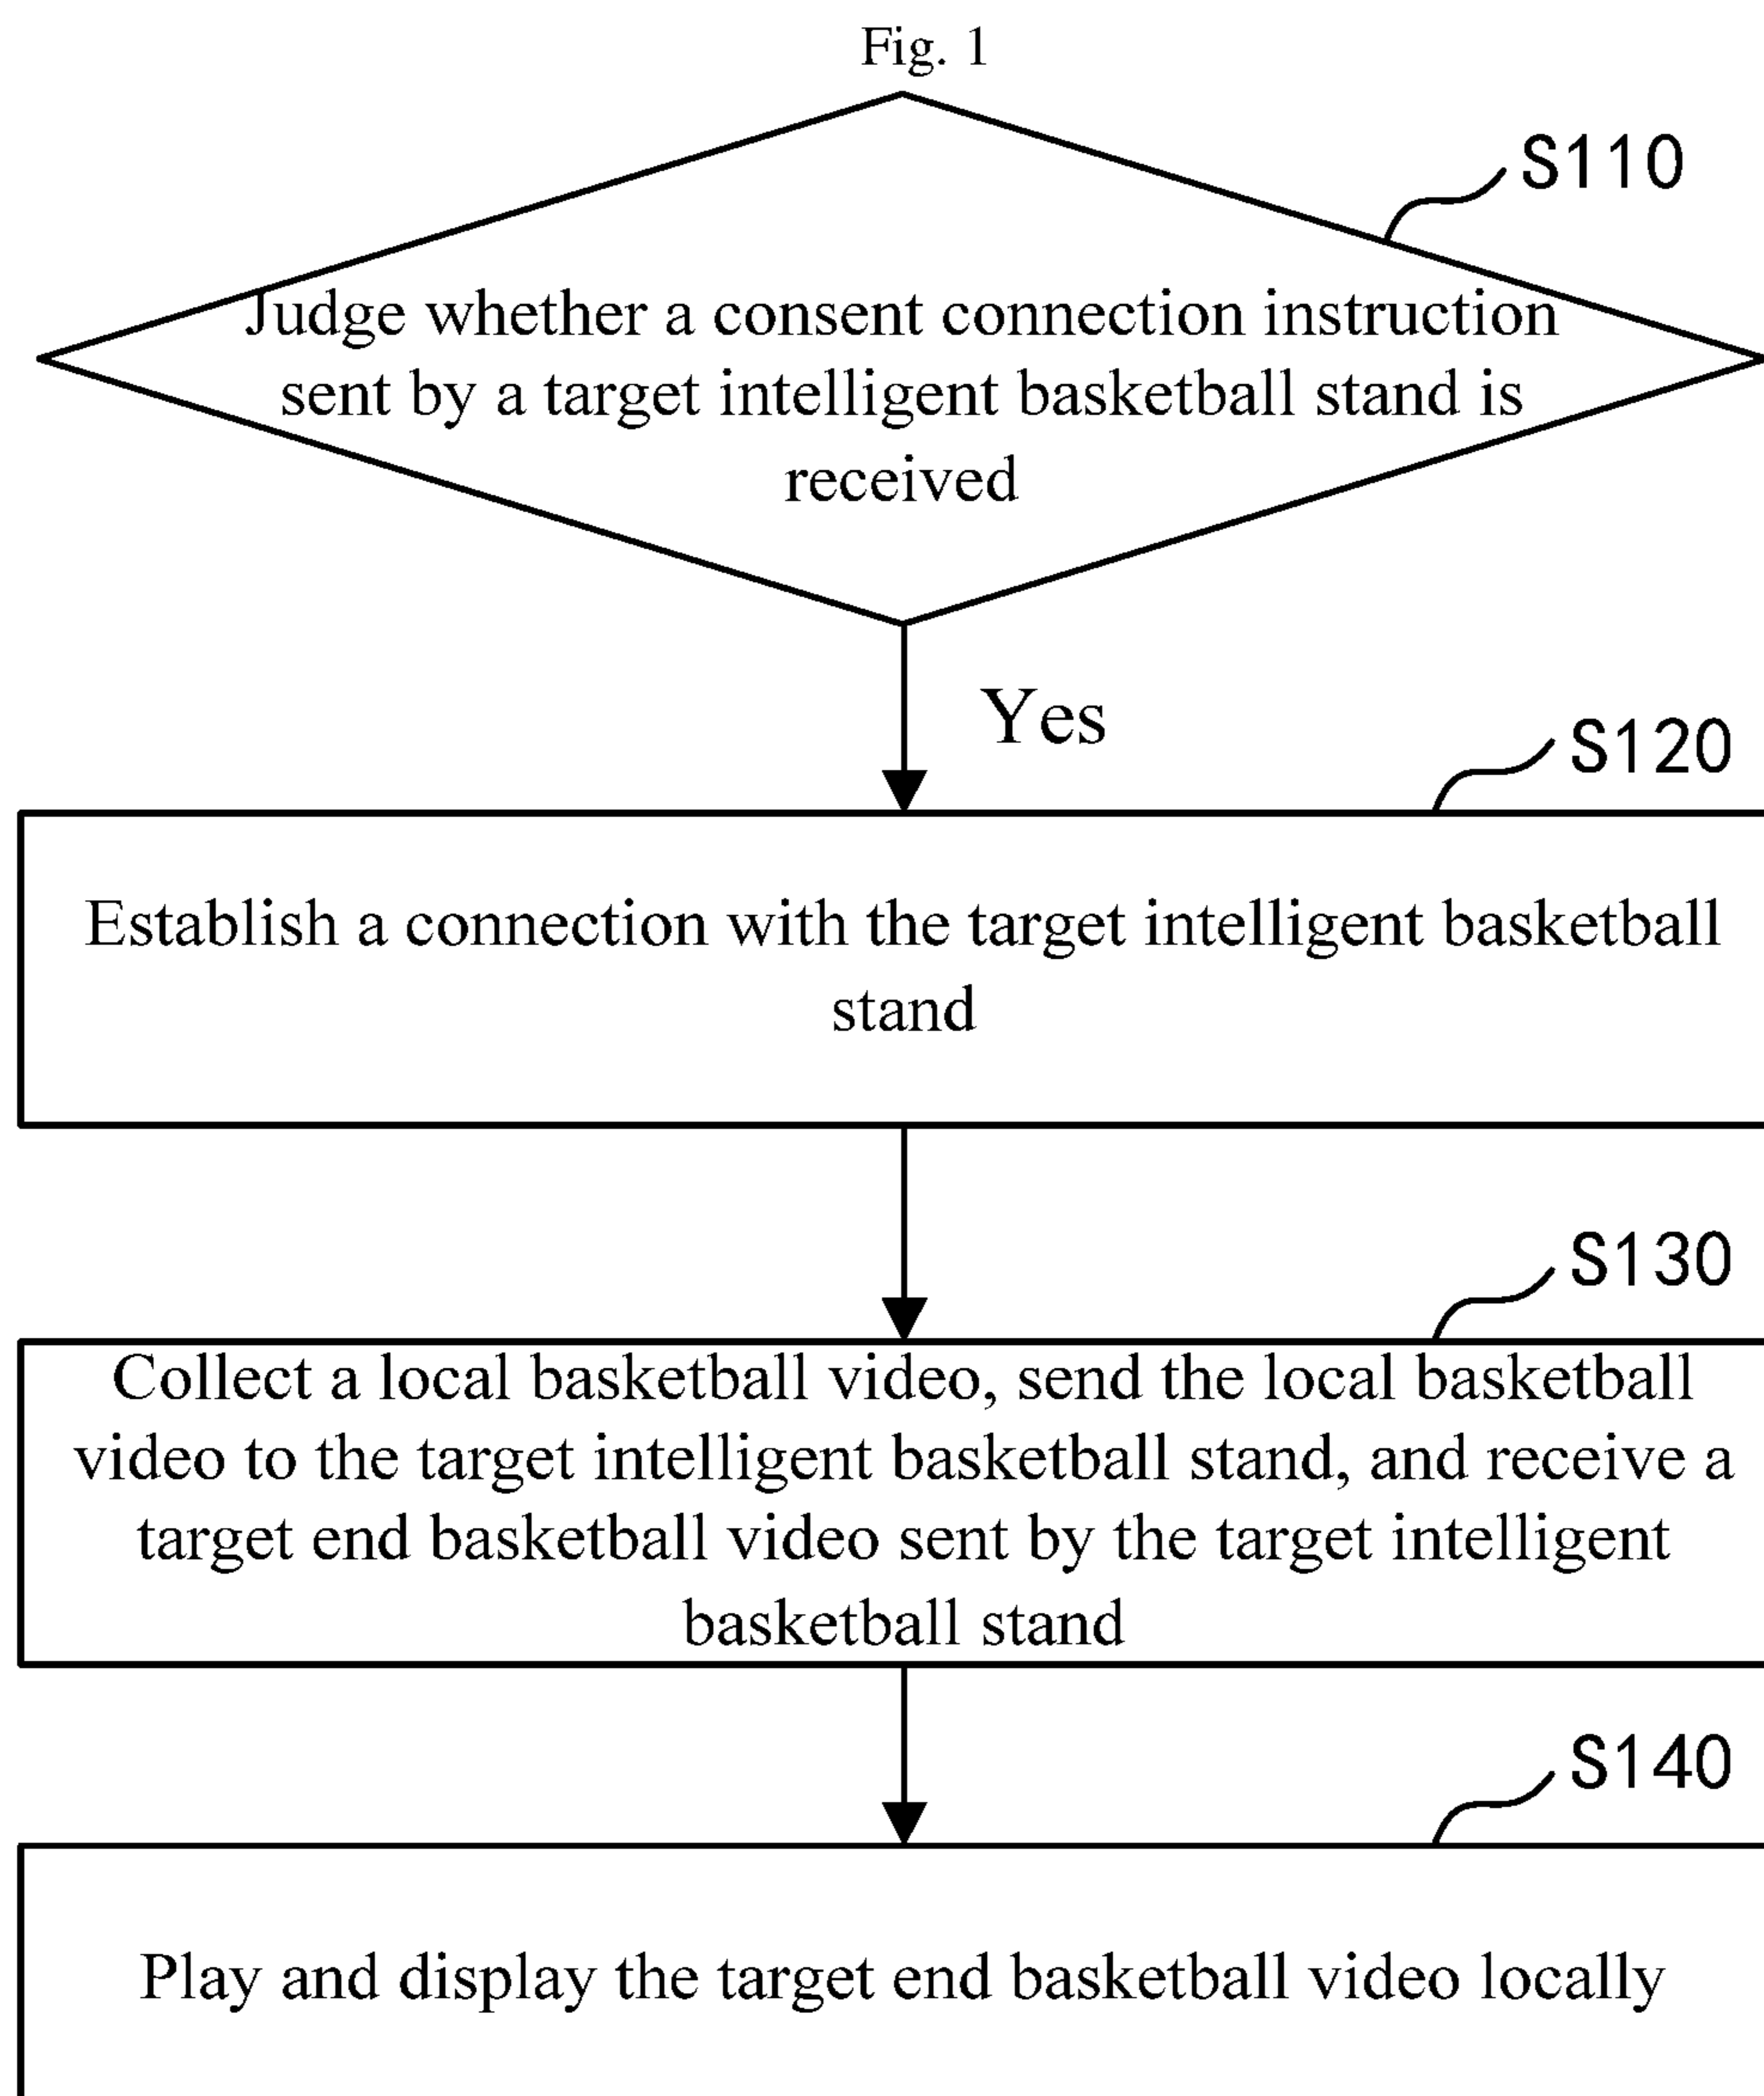 Fig. 1
S110
Judge whether a consent connection instruction
sent by a target intelligent basketball stand is
received
Yes
S120
Establish a connection with the target intelligent basketball
stand
S130
Collect a local basketball video, send the local basketball
video to the target intelligent basketball stand, and receive a
target end basketball video sent by the target intelligent
basketball stand
S140
Play and display the target end basketball video locally